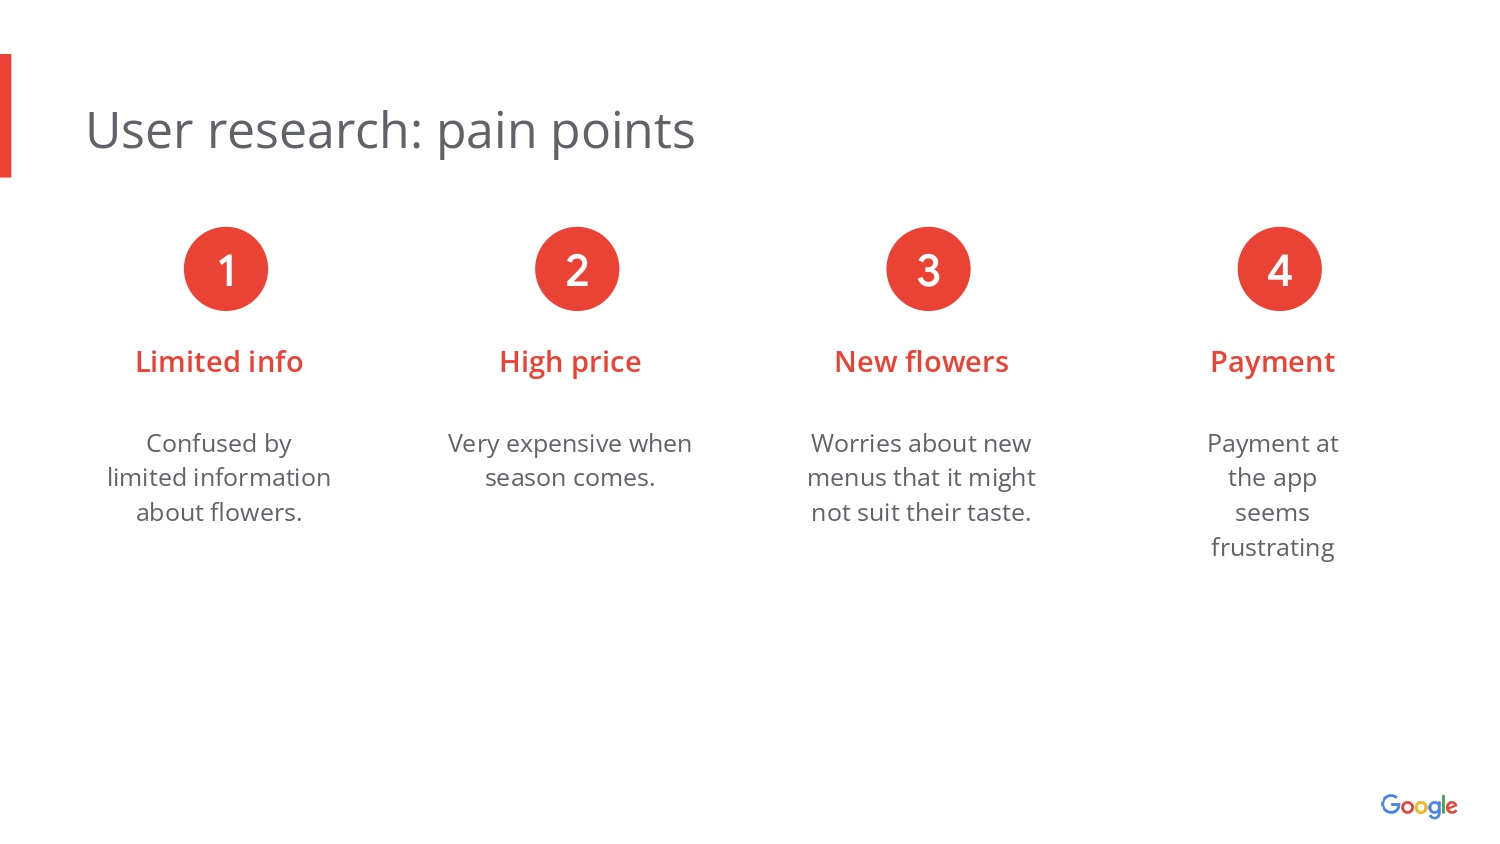 User research: pain points
1
Limited info
Confused by
limited information
about flowers.
2
High price
Very expensive when
season comes.
3
New flowers
Worries about new
menus that it might
not suit their taste.
4
Payment
Payment at
the app
seems
frustrating
Google